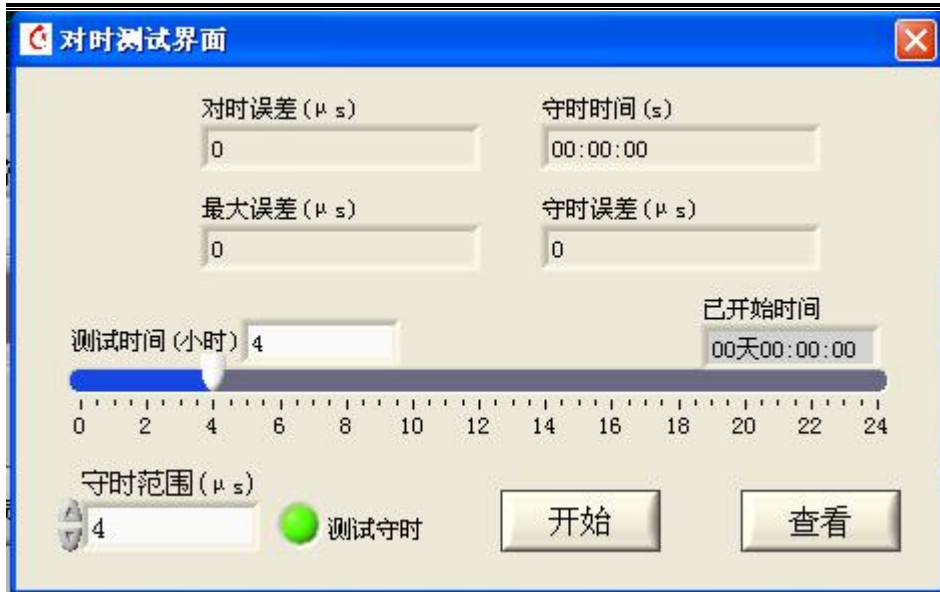 对时测试界面
对时误差(μs) 守时时间(s)
0 00:00:00
最大误差(μs) 守时误差(μs)
0 0
已开始时间
测试时间(小时) 4 00天00:00:00
0 2 4 6 8 10 12 14 16 18 20 22 24
守时范围(μs)
4 测试守时 开始 查看